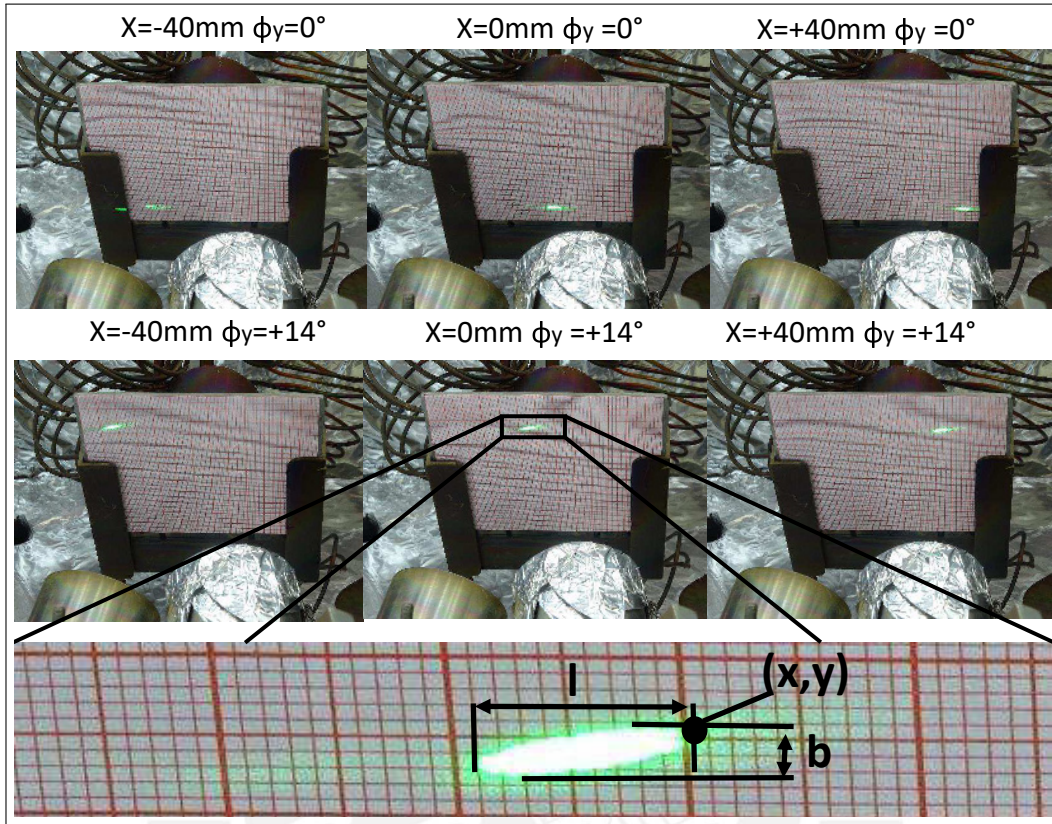 X=-40mm ϕy=0°
X=0mm ϕy =0°
X=+40mm ϕy =0°
X=-40mm ϕy=+14°
X=0mm ϕy =+14°
X=+40mm ϕy =+14°
l
(x,y)
b